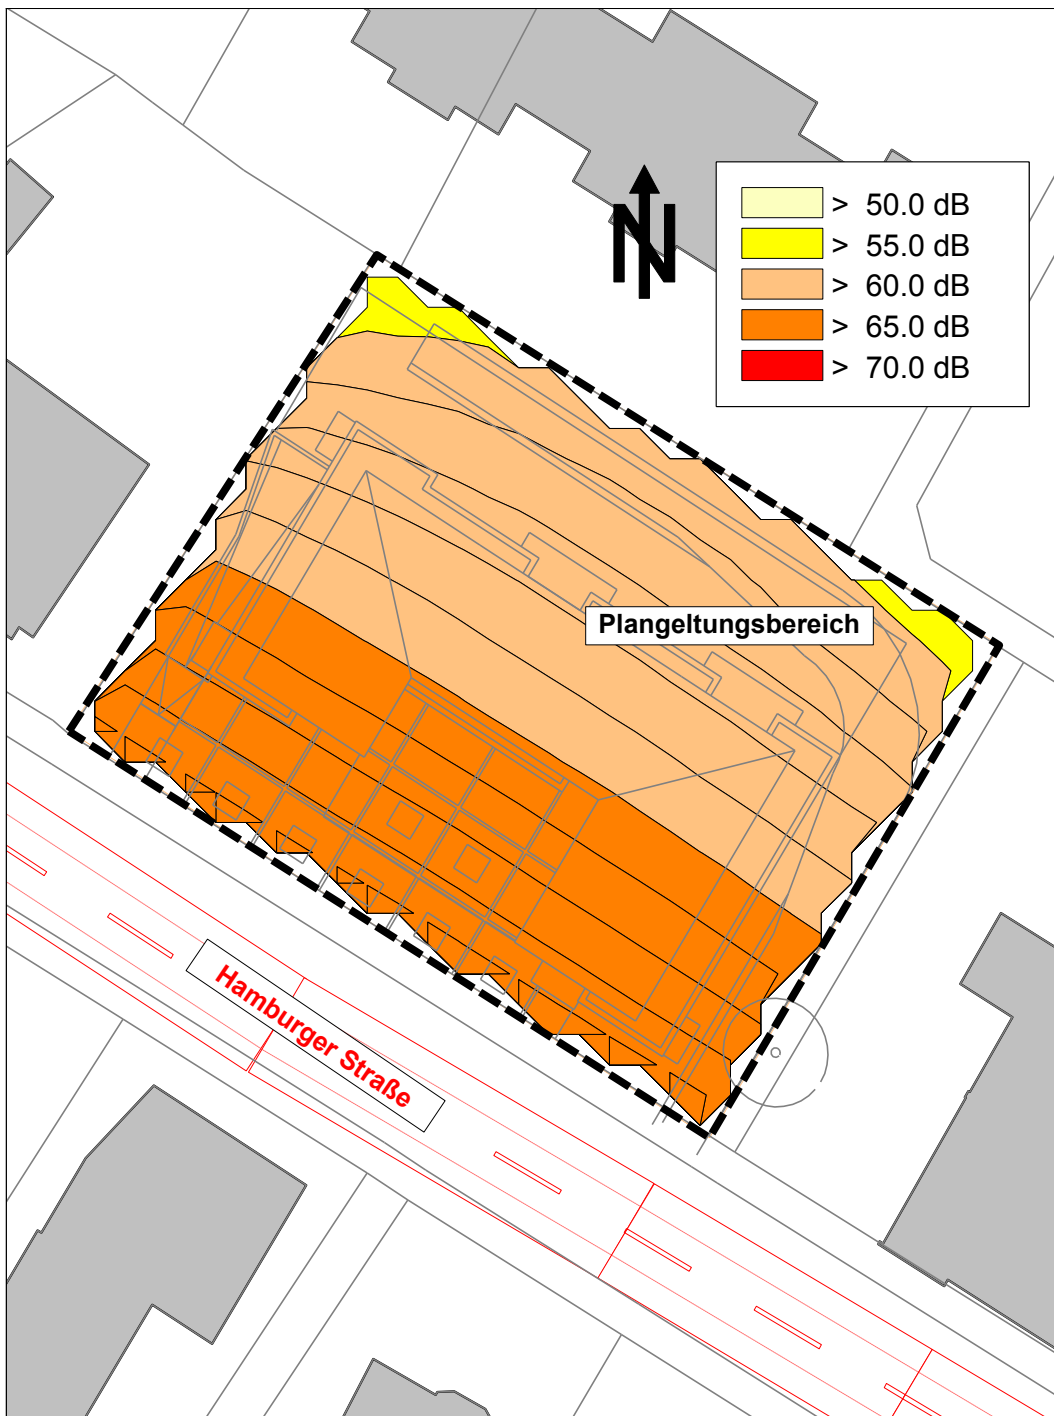 N
> 50.0 dB
> 55.0 dB
> 60.0 dB
> 65.0 dB
> 70.0 dB
Plangeltungsbereich
Hamburger Straße